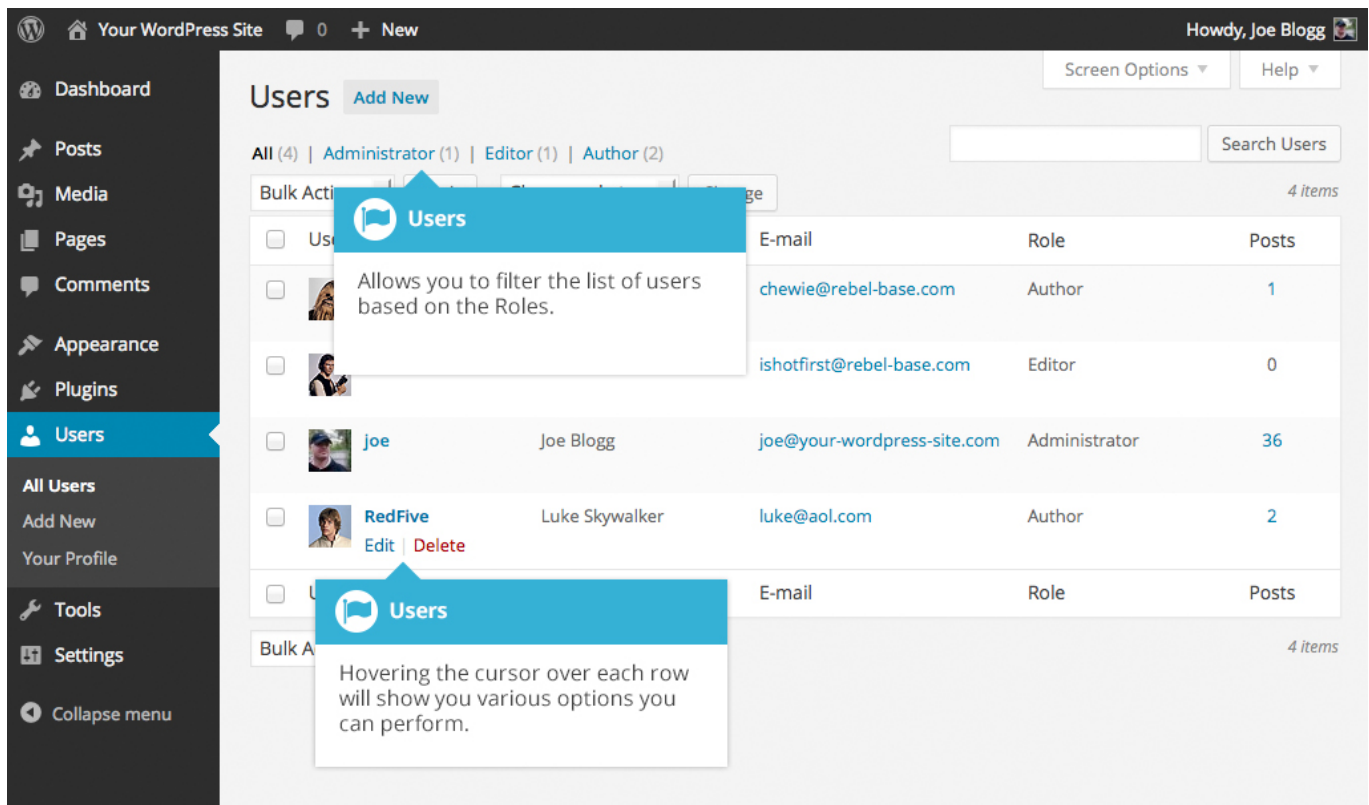 Your WordPress Site 0 + New Howdy, Joe Blogg
Screen Options Help
Dashboard
Posts
Media
Pages
Comments
Appearance
Plugins
Users
All Users
Add New
Your Profile
Tools
Settings
Collapse menu
Users Add New
All (4) | Administrator (1) | Editor (1) | Author (2)
Search Users
Bulk
4 items
E-mail Role Posts
Users
Allows you to filter the list of users
based on the Roles.
chewie@rebel-base.com Author 1
ishotfirst@rebel-base.com Editor 0
joe Joe Blogg joe@your-wordpress-site.com Administrator 36
RedFive Luke Skywalker luke@aol.com Author 2
Edit | Delete
E-mail Role Posts
Users
Hovering the cursor over each row
will show you various options you
can perform.
Bulk
4 items